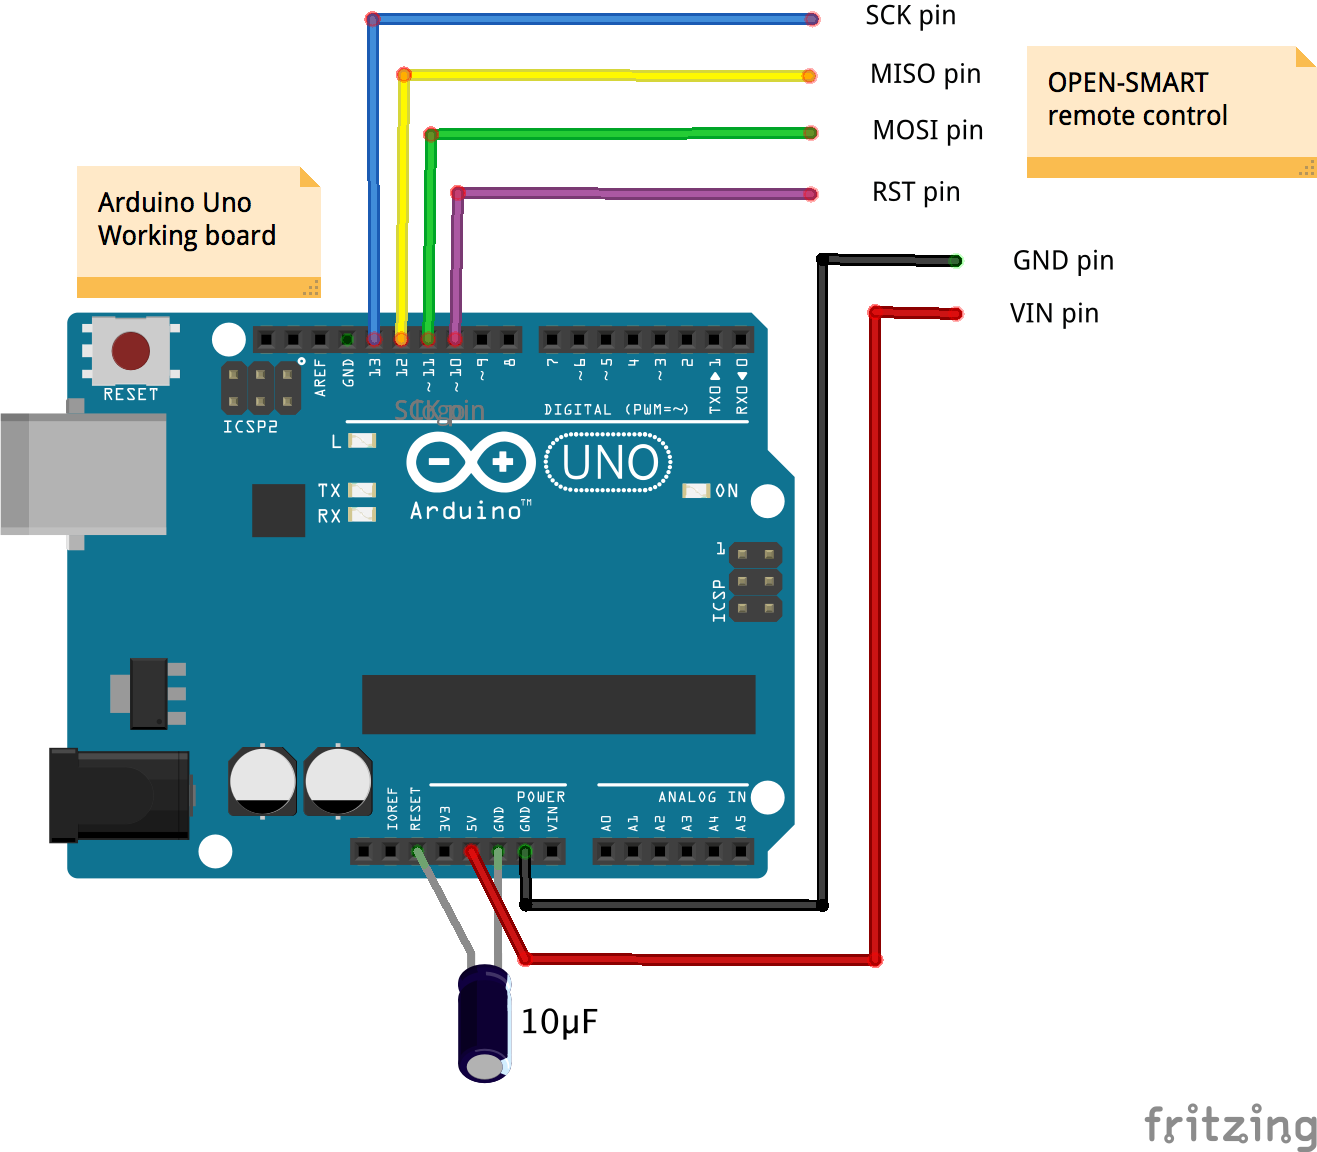 SCK pin
MISO pin
MOSI pin
RST pin
GND pin
VIN pin
OPEN-SMART
remote control
Arduino Uno
Working board
RESET
ICSP2
AREF
GND
13
12
~11
~10
~9
8
7
~6
~5
4
~3
2
TX0▶1
RX0◀0
SCK pin
DIGITAL (PWM=~)
L
TX
RX
UNO
Arduino™
ON
1
ICSP
IOREF
RESET
3V3
5V
GND
GND
VIN
POWER
A0
A1
A2
A3
A4
A5
ANALOG IN
10µF
fritzing